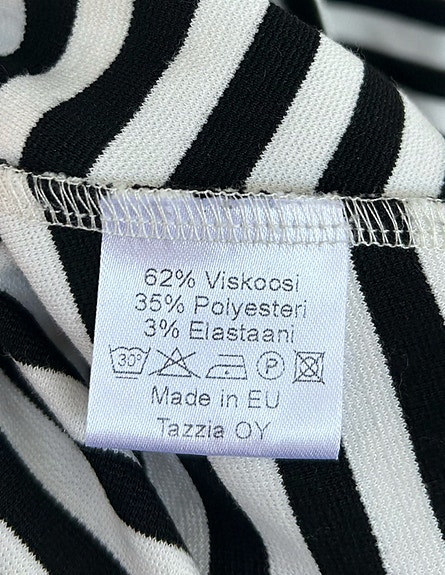 62% Viskoosi
35% Polyesteri
3% Elastaani
30° P
Made in EU
Tazzia OY